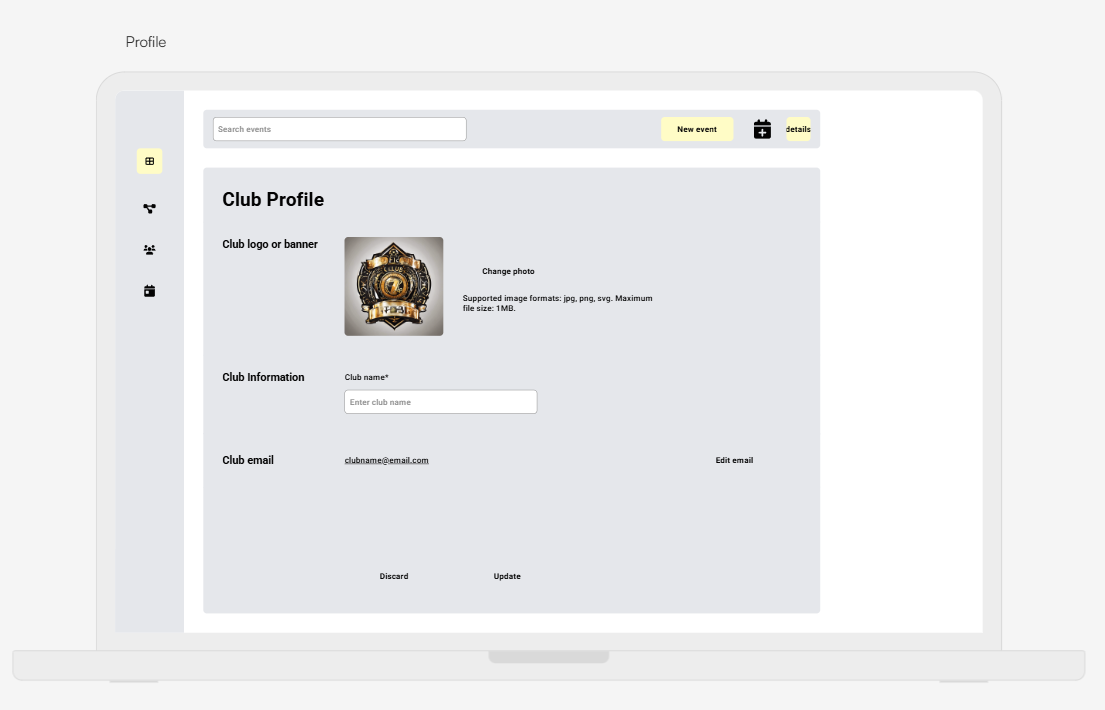 Profile
Search events
New event
details
Club Profile
Club logo or banner
CLUB
7
Change photo
Supported image formats: jpg, png, svg. Maximum
file size: 1MB.
Club Information
Club name*
Enter club name
Club email
clubname@email.com
Edit email
Discard
Update